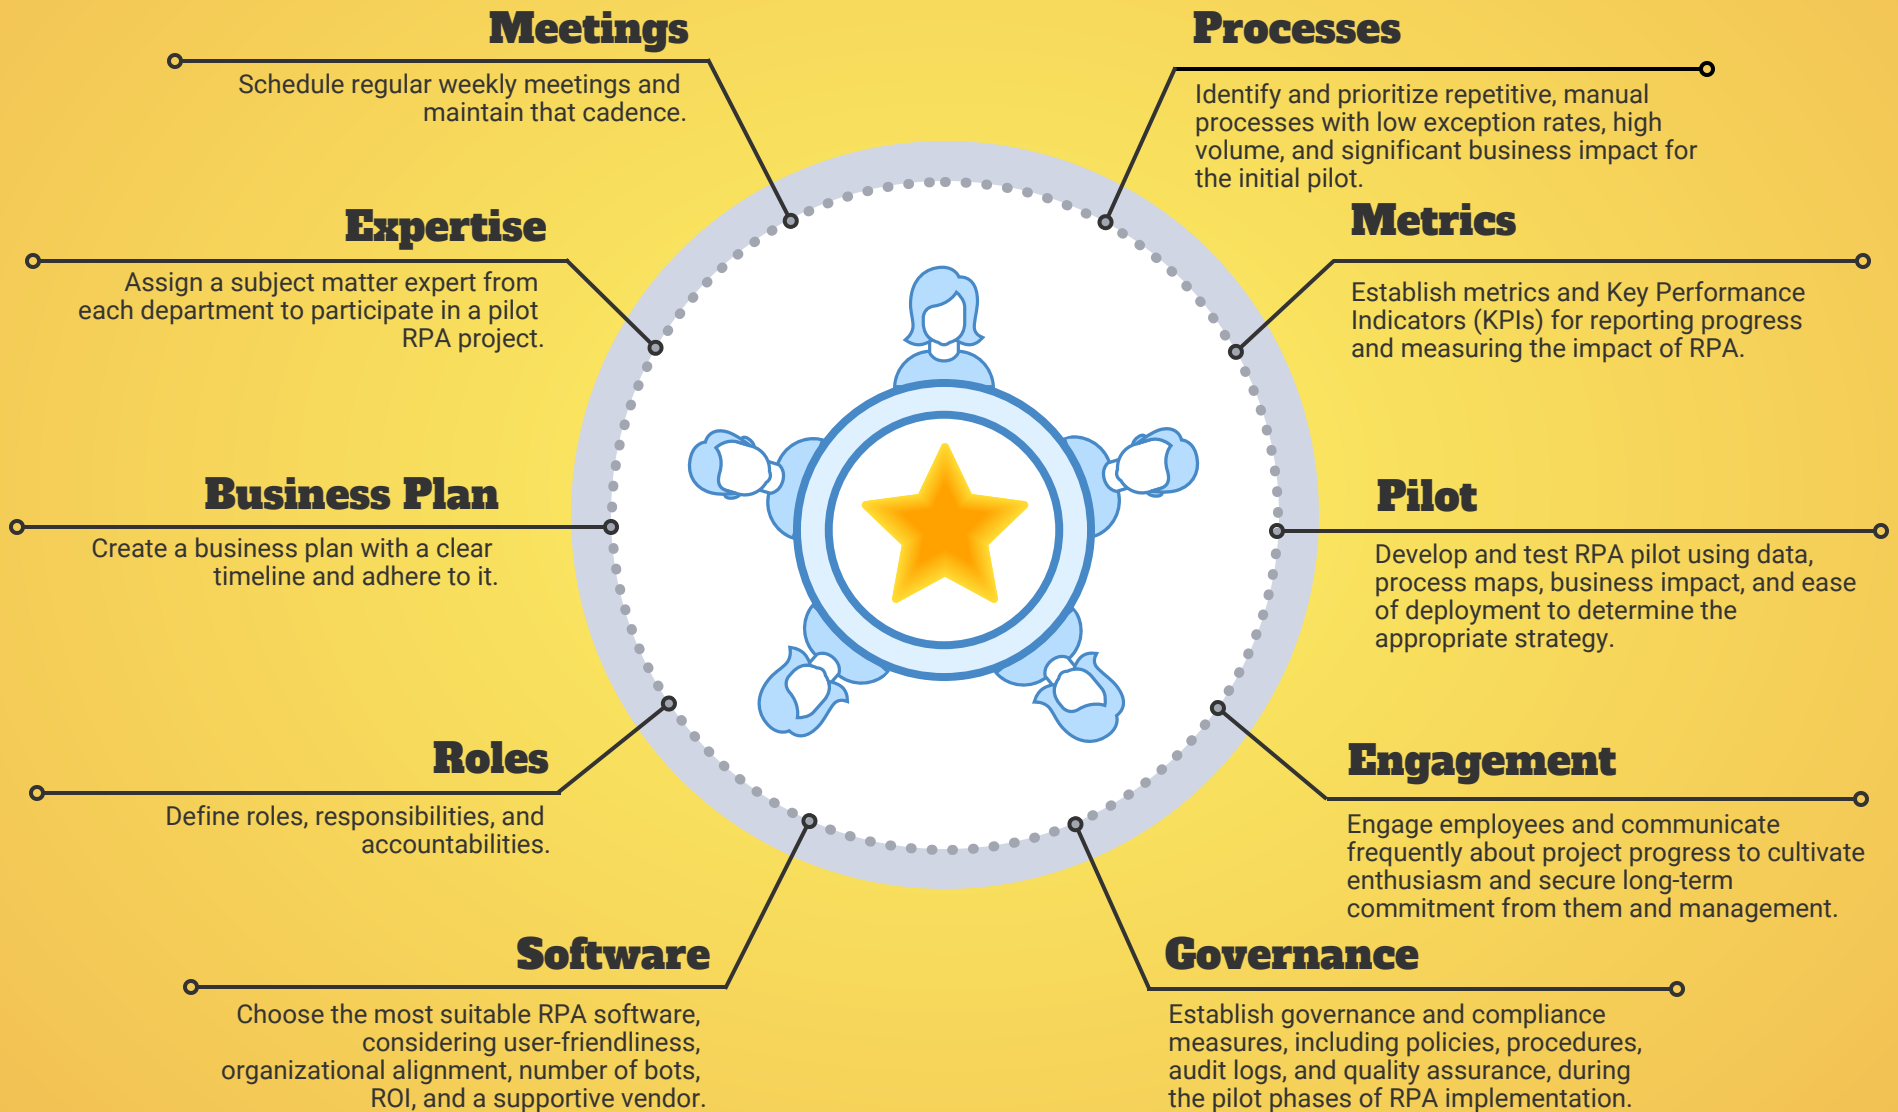 Meetings
Schedule regular weekly meetings and
maintain that cadence.
Expertise
Assign a subject matter expert from
each department to participate in a pilot
RPA project.
Business Plan
Create a business plan with a clear
timeline and adhere to it.
Roles
Define roles, responsibilities, and
accountabilities.
Software
Choose the most suitable RPA software,
considering user-friendliness,
organizational alignment, number of bots,
ROI, and a supportive vendor.
Processes
Identify and prioritize repetitive, manual
processes with low exception rates, high
volume, and significant business impact for
the initial pilot.
Metrics
Establish metrics and Key Performance
Indicators (KPIs) for reporting progress
and measuring the impact of RPA.
Pilot
Develop and test RPA pilot using data,
process maps, business impact, and ease
of deployment to determine the
appropriate strategy.
Engagement
Engage employees and communicate
frequently about project progress to cultivate
enthusiasm and secure long-term
commitment from them and management.
Governance
Establish governance and compliance
measures, including policies, procedures,
audit logs, and quality assurance, during
the pilot phases of RPA implementation.